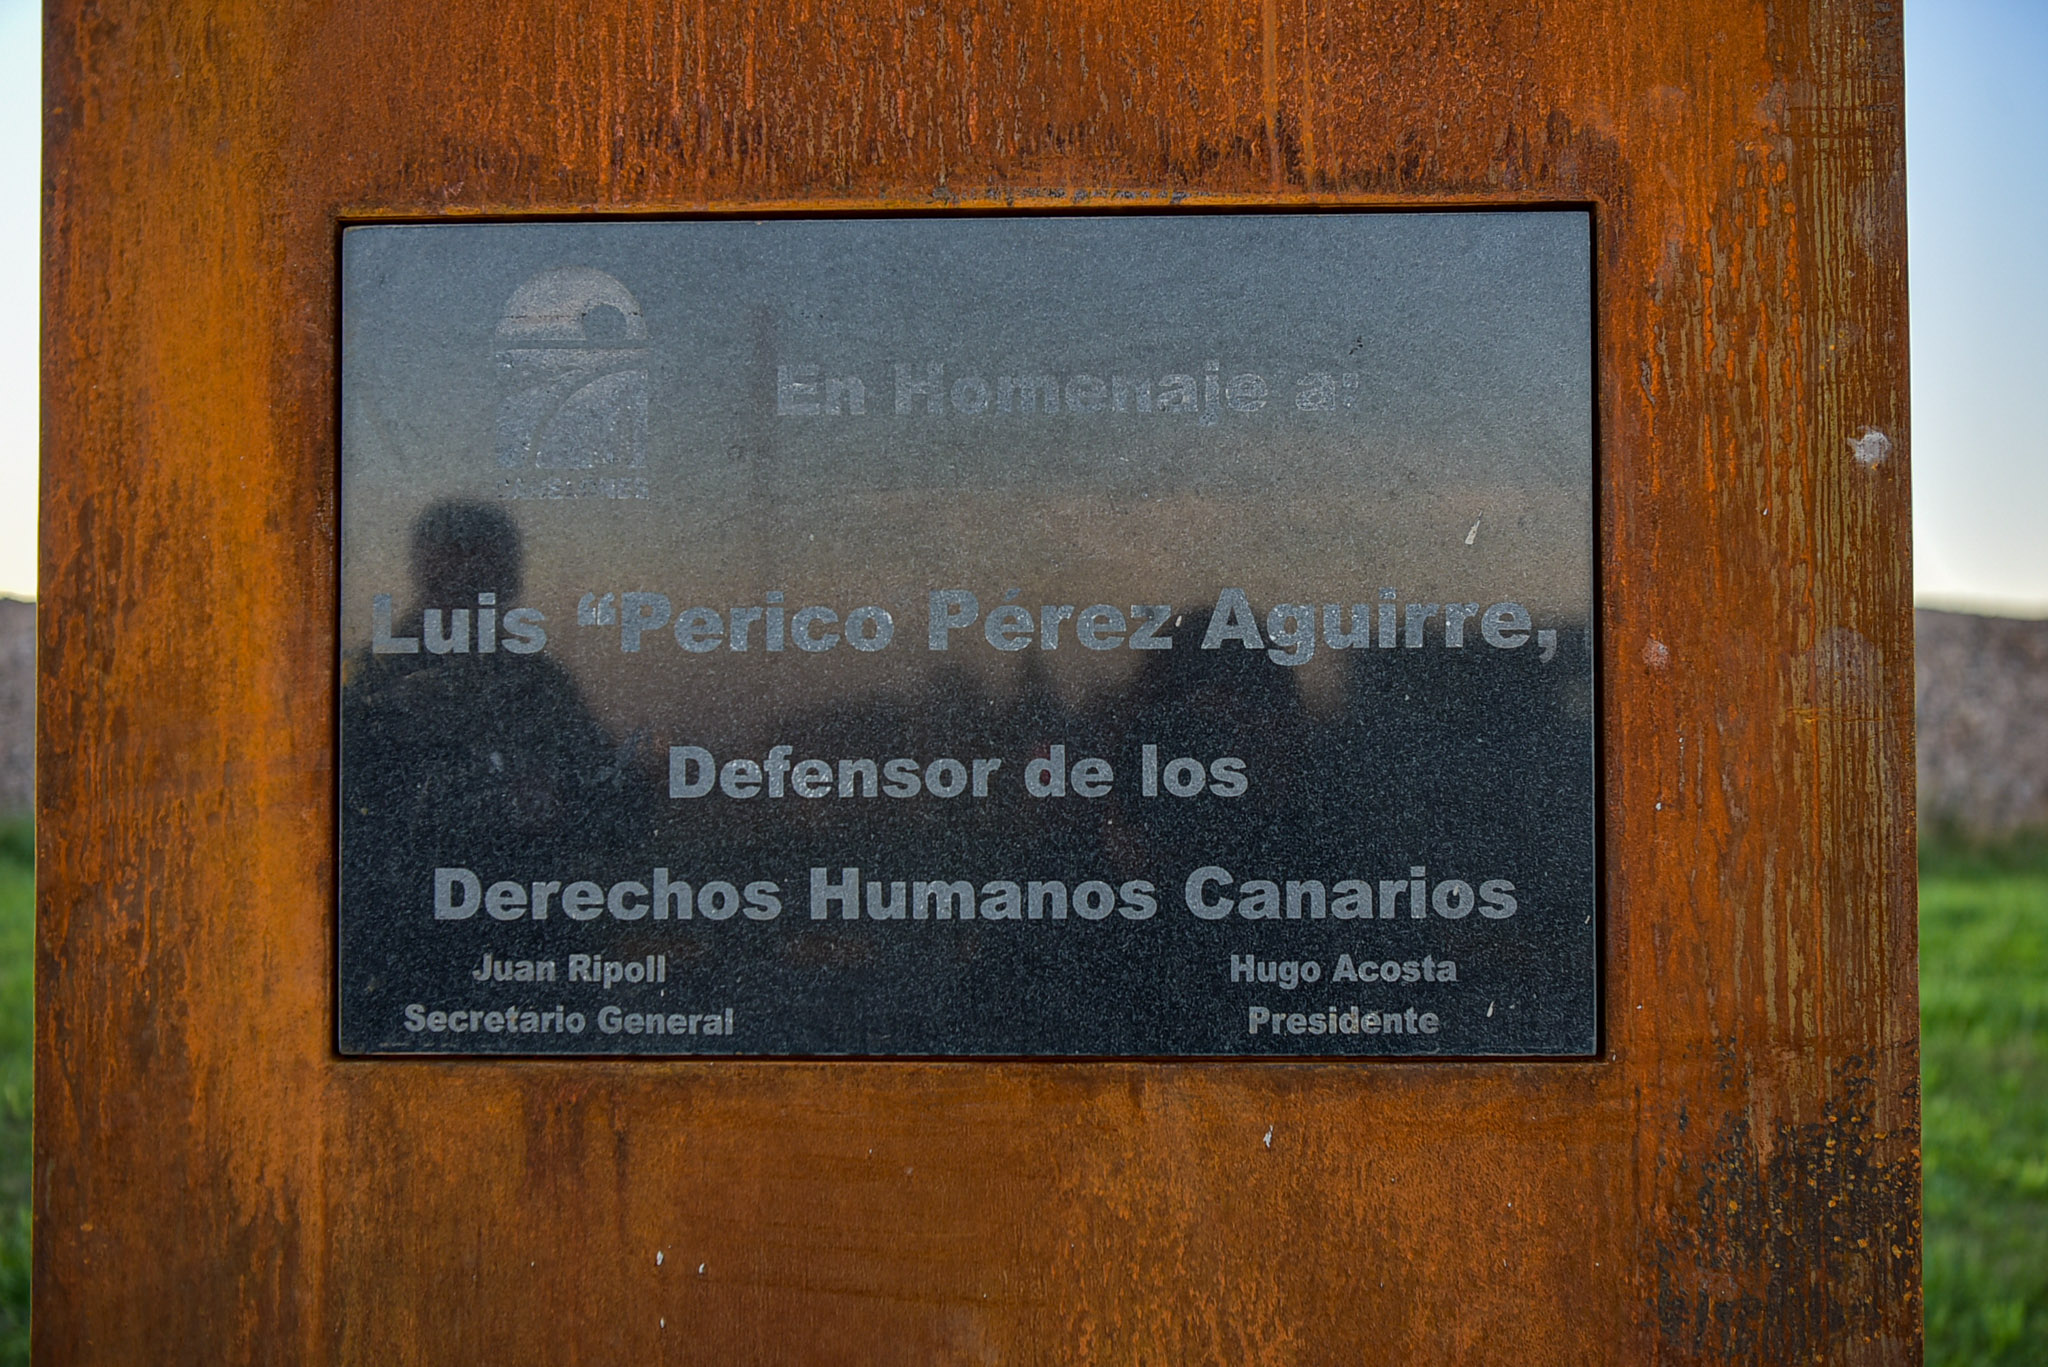 En Homenaje a:
Luis “Perico Pérez Aguirre,
Defensor de los
Derechos Humanos Canarios
Juan Ripoll
Hugo Acosta
Secretario General
Presidente